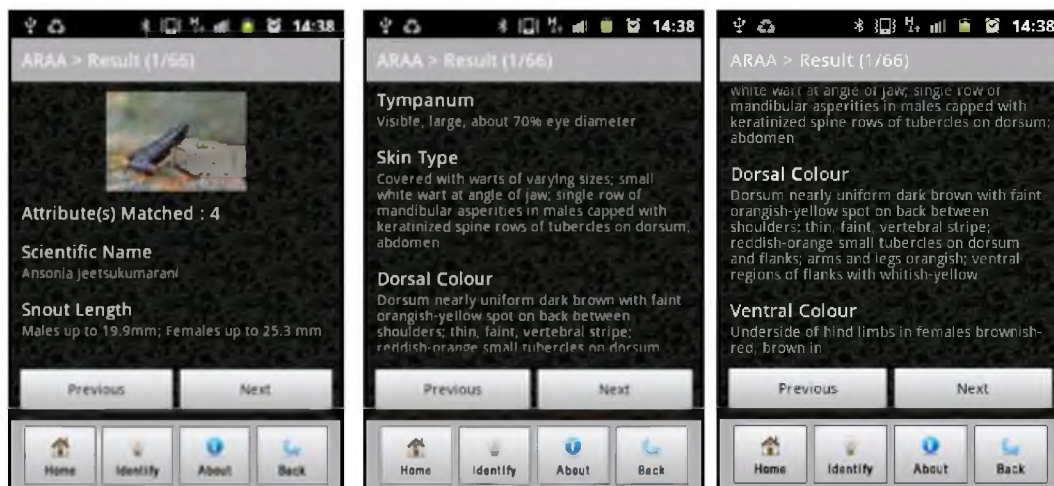 14:38
ARAA > Result (1/66)
Attribute(s) Matched : 4
Scientific Name
Ansonia jeetsukumarani
Snout Length
Males up to 19.9mm; Females up to 25.3 mm
Previous
Next
Home
Identify
About
Back
14:38
ARAA > Result (1/66)
Tympanum
Visible, large, about 70% eye diameter
Skin Type
Covered with warts of varying sizes; small
white wart at angle of jaw; single row of
mandibular asperities in males capped with
keratinized spine rows of tubercles on dorsum;
abdomen
Dorsal Colour
Dorsum nearly uniform dark brown with faint
orangish-yellow spot on back between
shoulders; thin, faint, vertebral stripe;
reddish-orange small tubercles on dorsum
Previous
Next
Home
Identify
About
Back
14:38
ARAA > Result (1/66)
white wart at angle of jaw; single row of
mandibular asperities in males capped with
keratinized spine rows of tubercles on dorsum;
abdomen
Dorsal Colour
Dorsum nearly uniform dark brown with faint
orangish-yellow spot on back between
shoulders; thin, faint, vertebral stripe;
reddish-orange small tubercles on dorsum
and flanks; arms and legs orangish; ventral
regions of flanks with whitish-yellow
Ventral Colour
Underside of hind limbs in females brownish-
red, brown in
Previous
Next
Home
Identify
About
Back